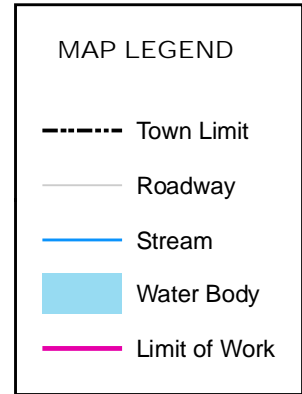 MAP LEGEND
Town Limit
Roadway
Stream
Water Body
Limit of Work